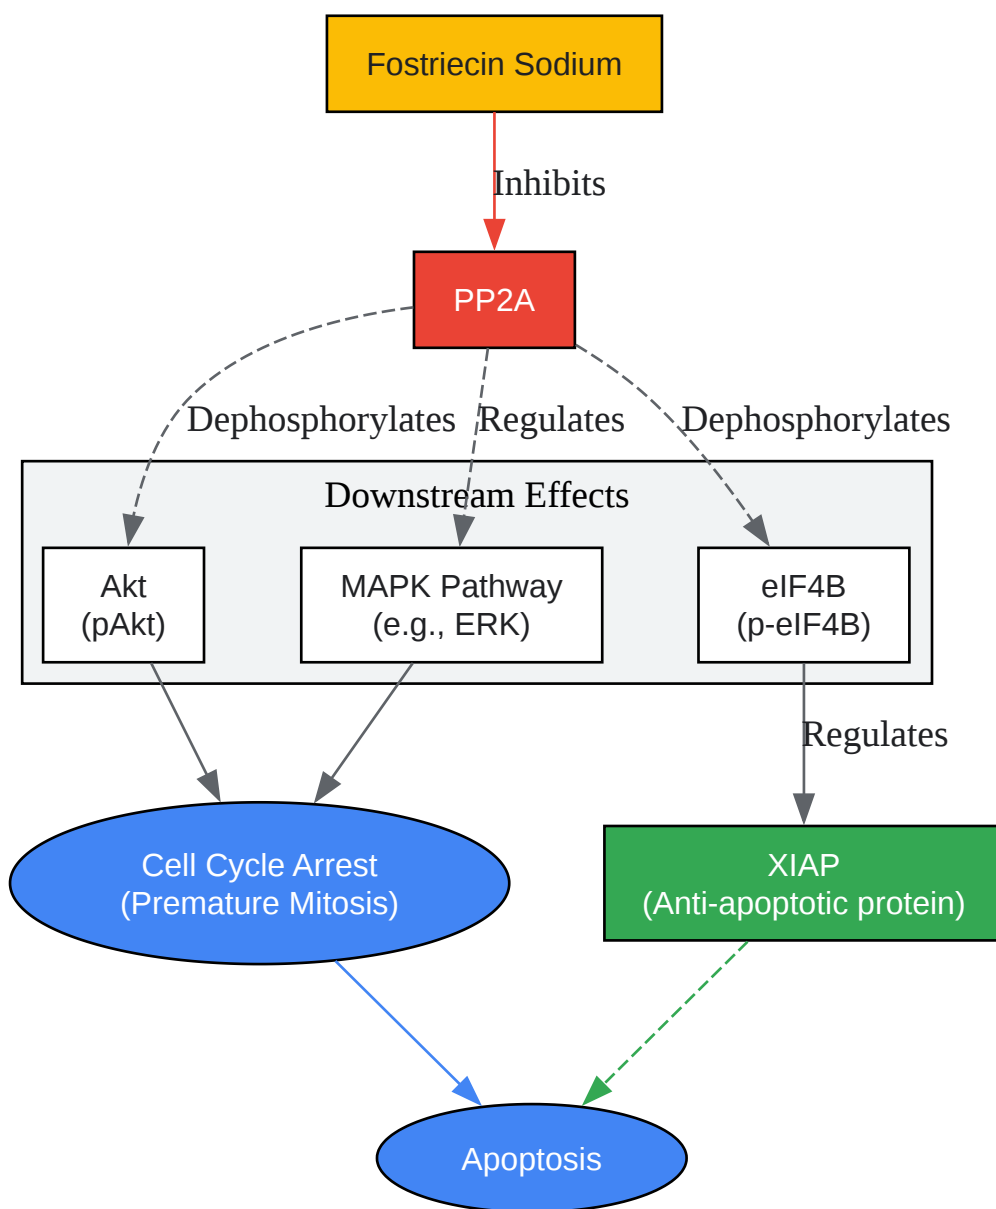 Fostriecin Sodium
Inhibits
PP2A
Dephosphorylates
Regulates
Dephosphorylates
Downstream Effects
Akt
(pAkt)
MAPK Pathway
(e.g., ERK)
eIF4B
(p-eIF4B)
Regulates
Cell Cycle Arrest
(Premature Mitosis)
XIAP
(Anti-apoptotic protein)
Apoptosis